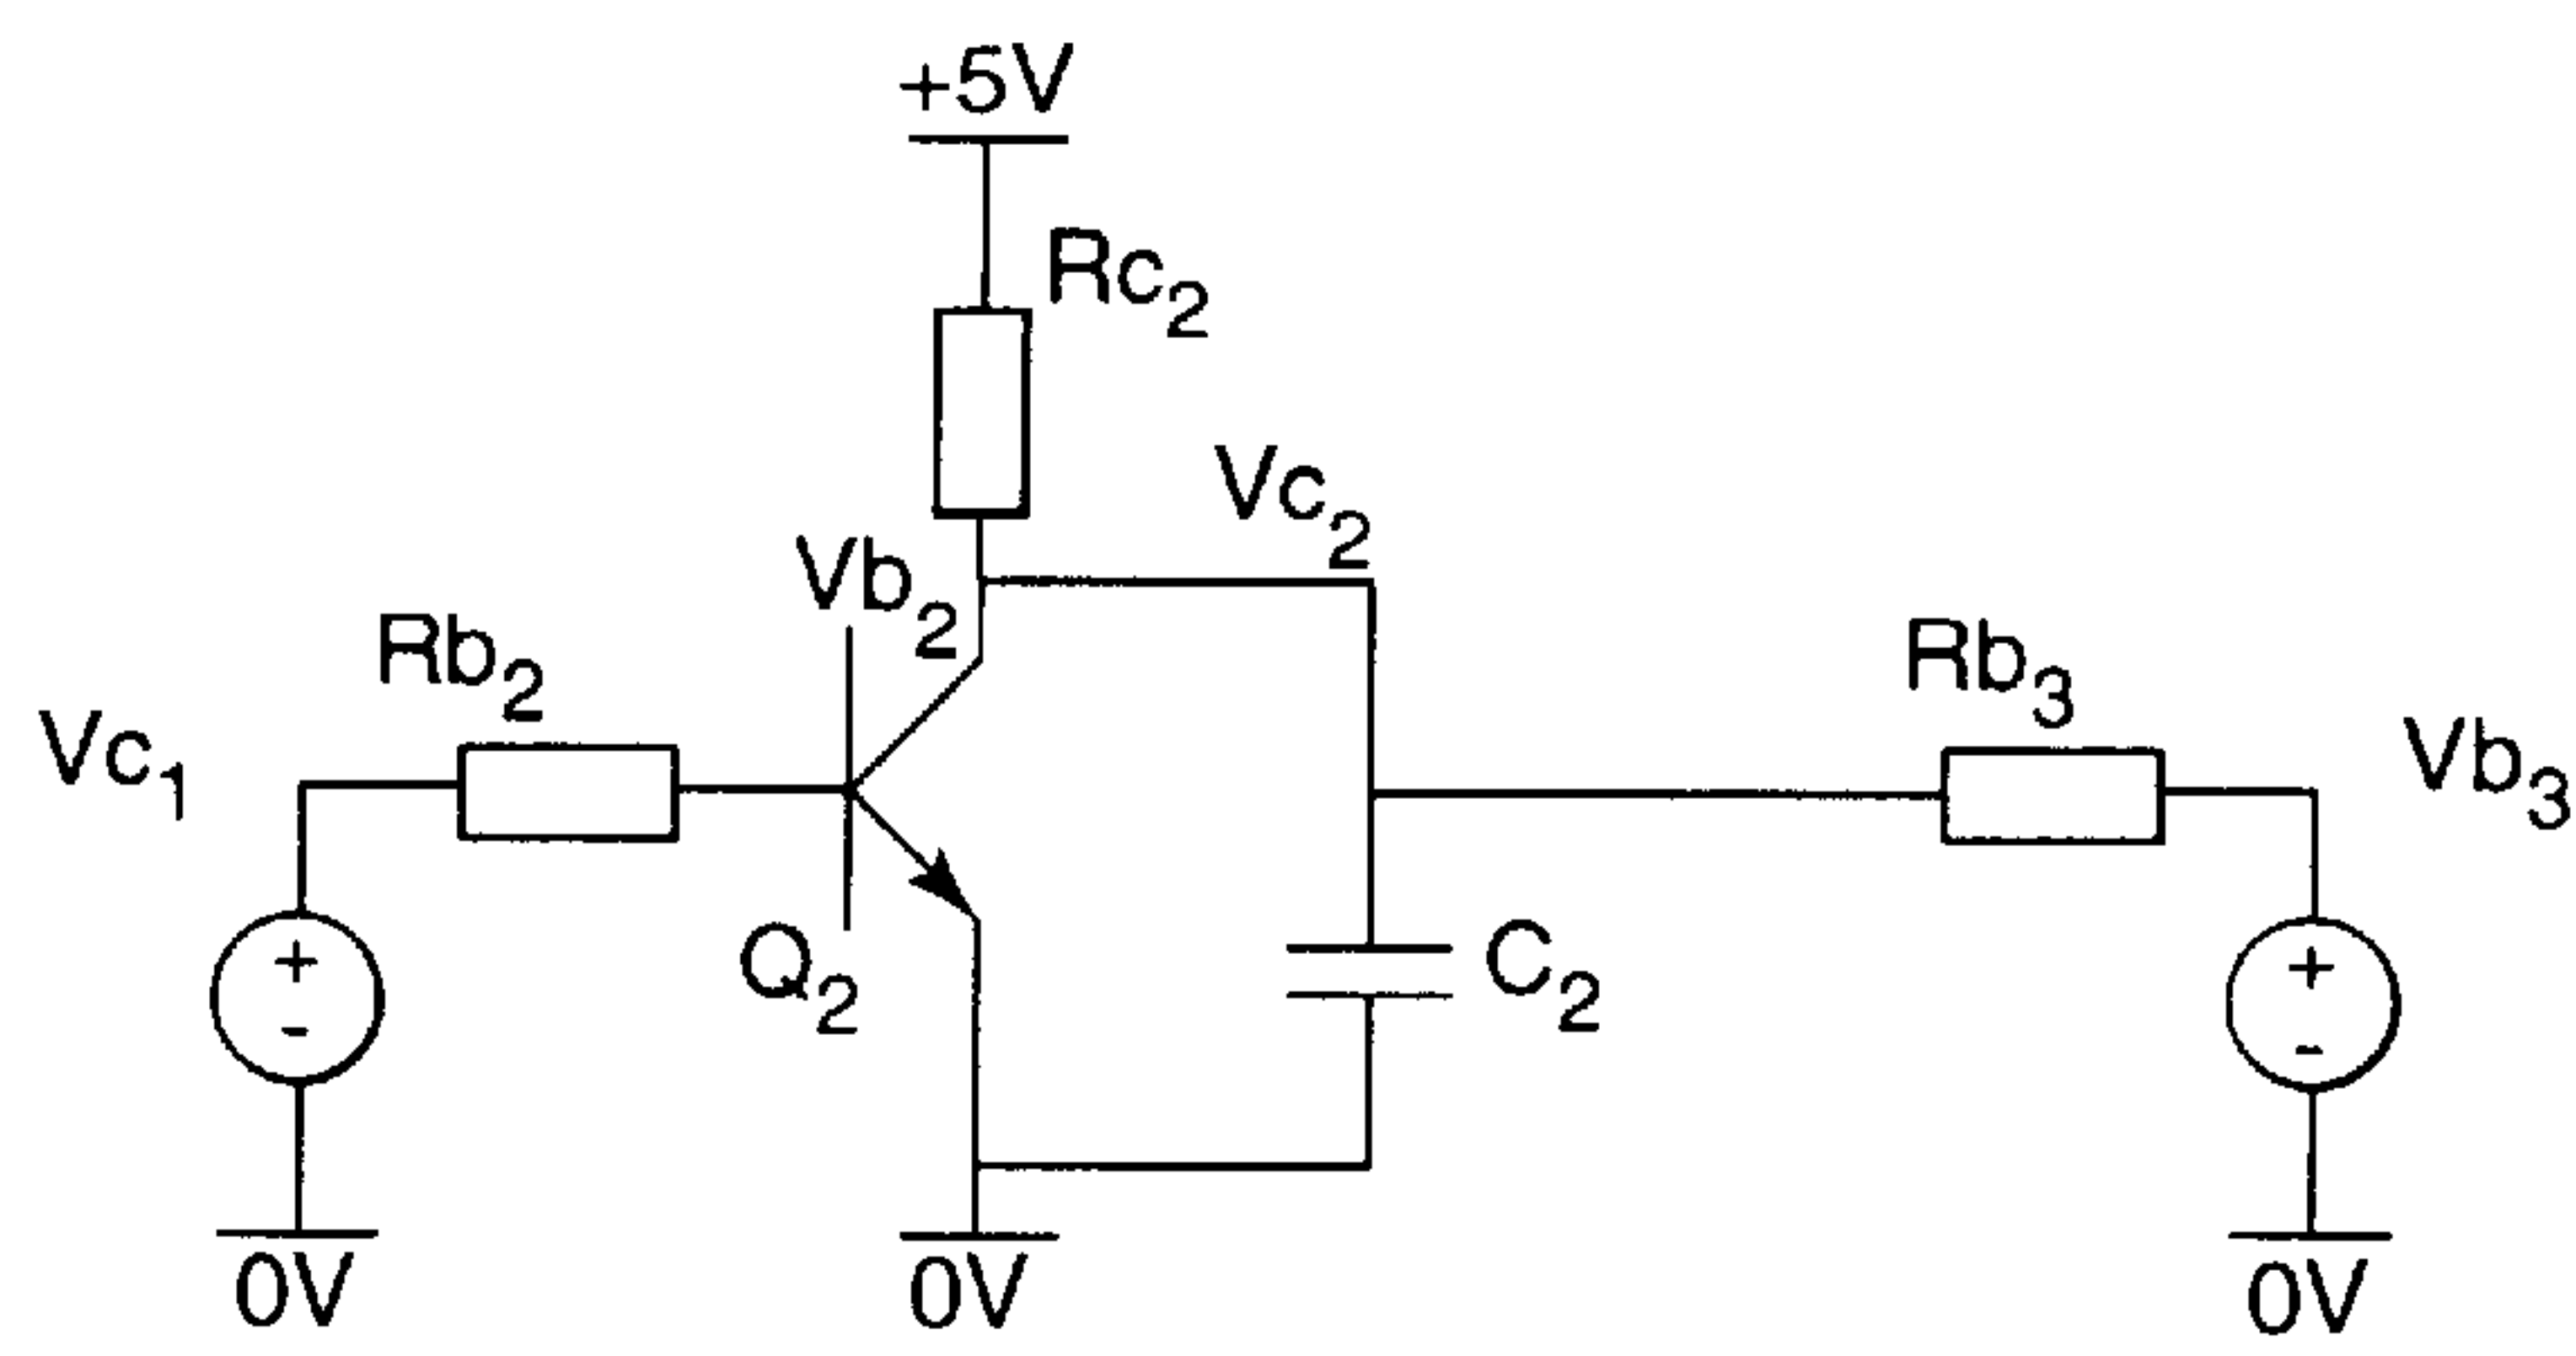 +5V
Rc₂
Vc₂
Vb₂
Rb₂
Rb₃
Vc₁
Vb₃
+
-
Q₂
C₂
+
-
0V
0V
0V